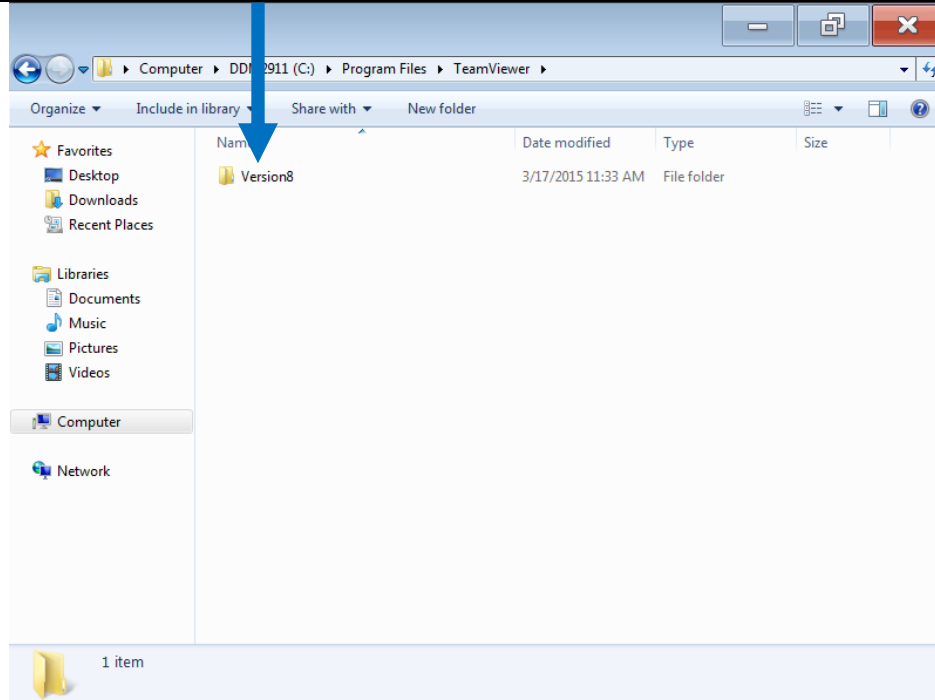 Computer ▸ DD 2911 (C:) ▸ Program Files ▸ TeamViewer ▸
Organize Include in library Share with New folder
Favorites
Desktop
Downloads
Recent Places
Libraries
Documents
Music
Pictures
Videos
Computer
Network
Date modified Type Size
Version8 3/17/2015 11:33 AM File folder
1 item